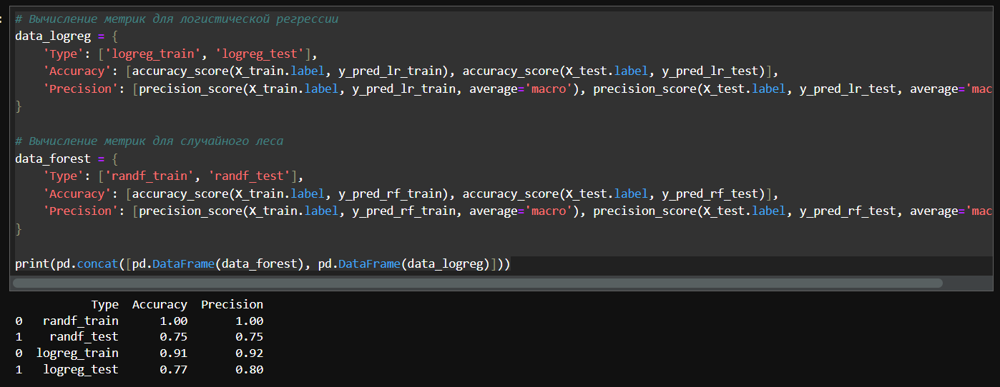 :
# Вычисление метрик для логистической регрессии
data_logreg = {
    'Type': ['logreg_train', 'logreg_test'],
    'Accuracy': [accuracy_score(X_train.label, y_pred_lr_train), accuracy_score(X_test.label, y_pred_lr_test)],
    'Precision': [precision_score(X_train.label, y_pred_lr_train, average='macro'), precision_score(X_test.label, y_pred_lr_test, average='mac
}
# Вычисление метрик для случайного леса
data_forest = {
    'Type': ['randf_train', 'randf_test'],
    'Accuracy': [accuracy_score(X_train.label, y_pred_rf_train), accuracy_score(X_test.label, y_pred_rf_test)],
    'Precision': [precision_score(X_train.label, y_pred_rf_train, average='macro'), precision_score(X_test.label, y_pred_rf_test, average='mac
}
print(pd.concat([pd.DataFrame(data_forest), pd.DataFrame(data_logreg)]))
Type Accuracy Precision
0 randf_train 1.00 1.00
1 randf_test 0.75 0.75
0 logreg_train 0.91 0.92
1 logreg_test 0.77 0.80